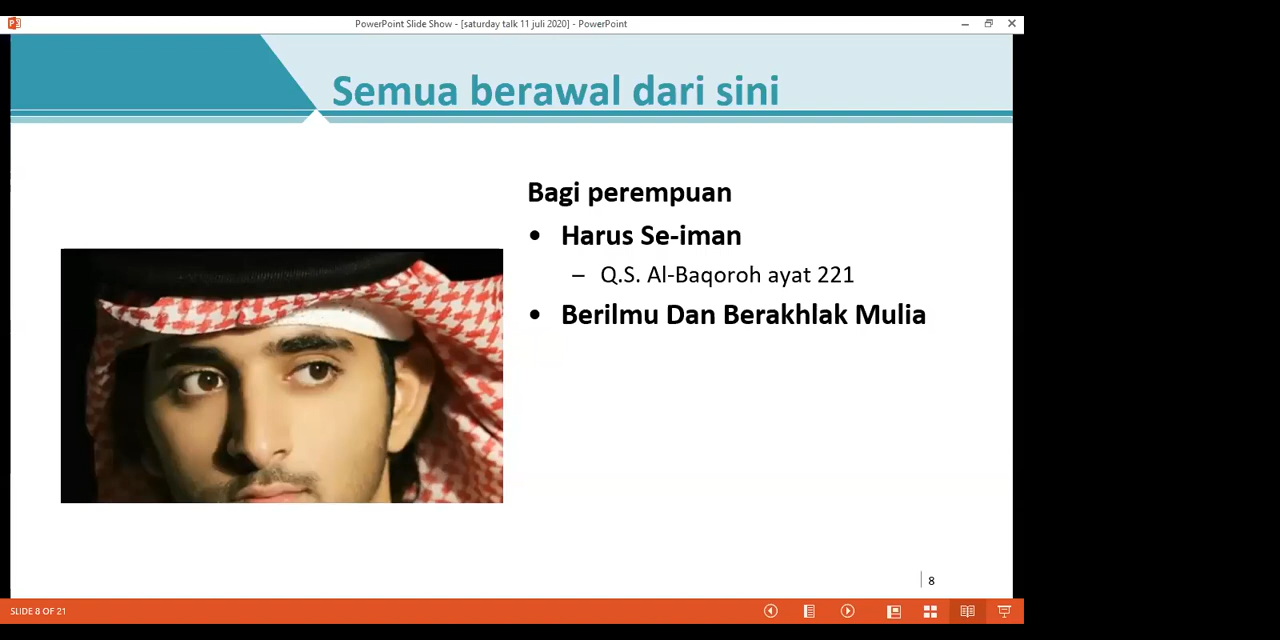 PowerPoint Slide Show - [saturday talk 11 juli 2020] - PowerPoint
Semua berawal dari sini
Bagi perempuan
• Harus Se-iman
– Q.S. Al-Baqoroh ayat 221
• Berilmu Dan Berakhlak Mulia
8
SLIDE 8 OF 21